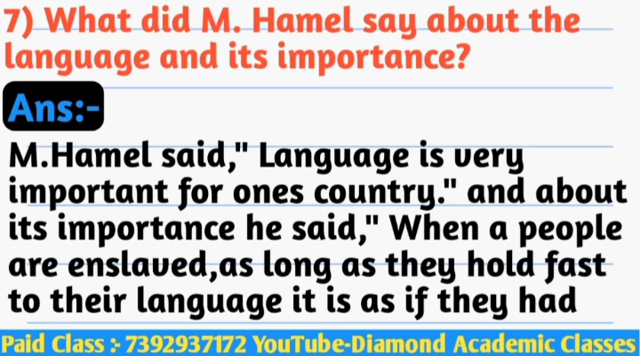 7) What did M. Hamel say about the
language and its importance?
Ans:-
M.Hamel said," Language is very
important for ones country." and about
its importance he said," When a people
are enslaved,as long as they hold fast
to their language it is as if they had
Paid Class :- 7392937172 YouTube-Diamond Academic Classes